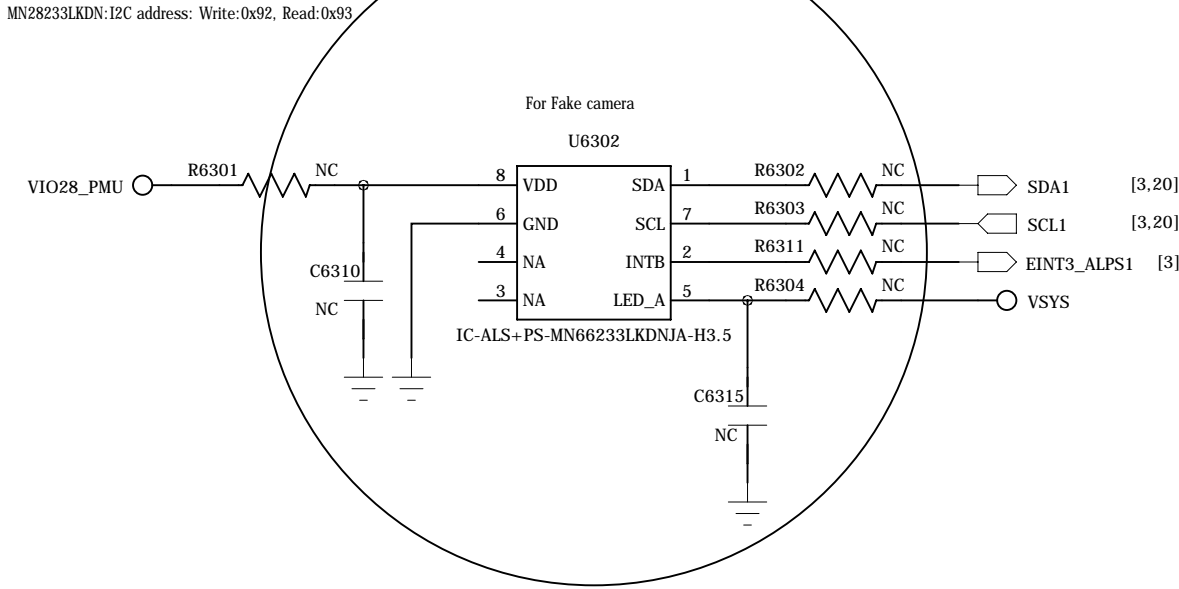 MN28233LKDN:I2C address: Write:0x92, Read:0x93
For Fake camera
U6302
R6301 NC 8 VDD SDA 1 R6302 NC
VIO28_PMU SDA1 [3,20]
6 GND SCL 7 R6303 NC SCL1 [3,20]
4 NA INTB 2 R6311 NC EINT3_ALPS1 [3]
C6310
3 NA LED_A 5 R6304 NC VSYS
NC
IC-ALS+PS-MN66233LKDNJA-H3.5
C6315
NC